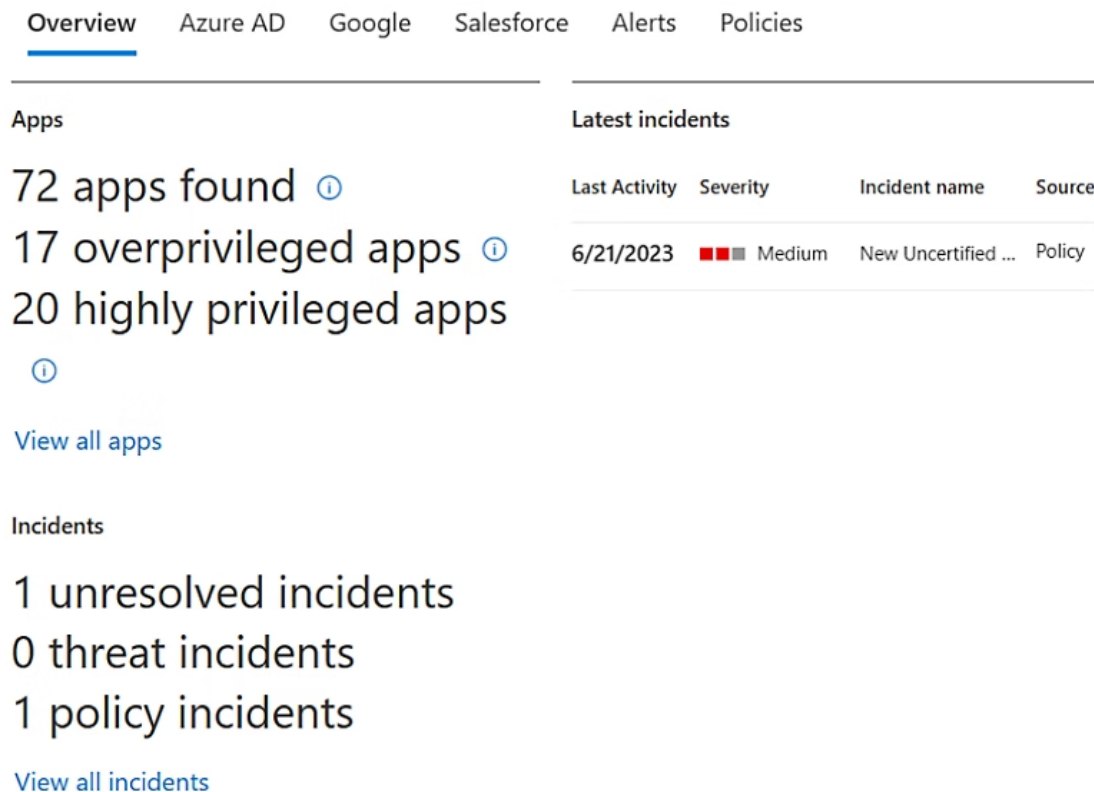 Overview Azure AD Google Salesforce Alerts Policies
Apps
72 apps found
17 overprivileged apps
20 highly privileged apps
View all apps
Incidents
1 unresolved incidents
0 threat incidents
1 policy incidents
View all incidents
Latest incidents
Last Activity Severity Incident name Source
6/21/2023 Medium New Uncertified ... Policy